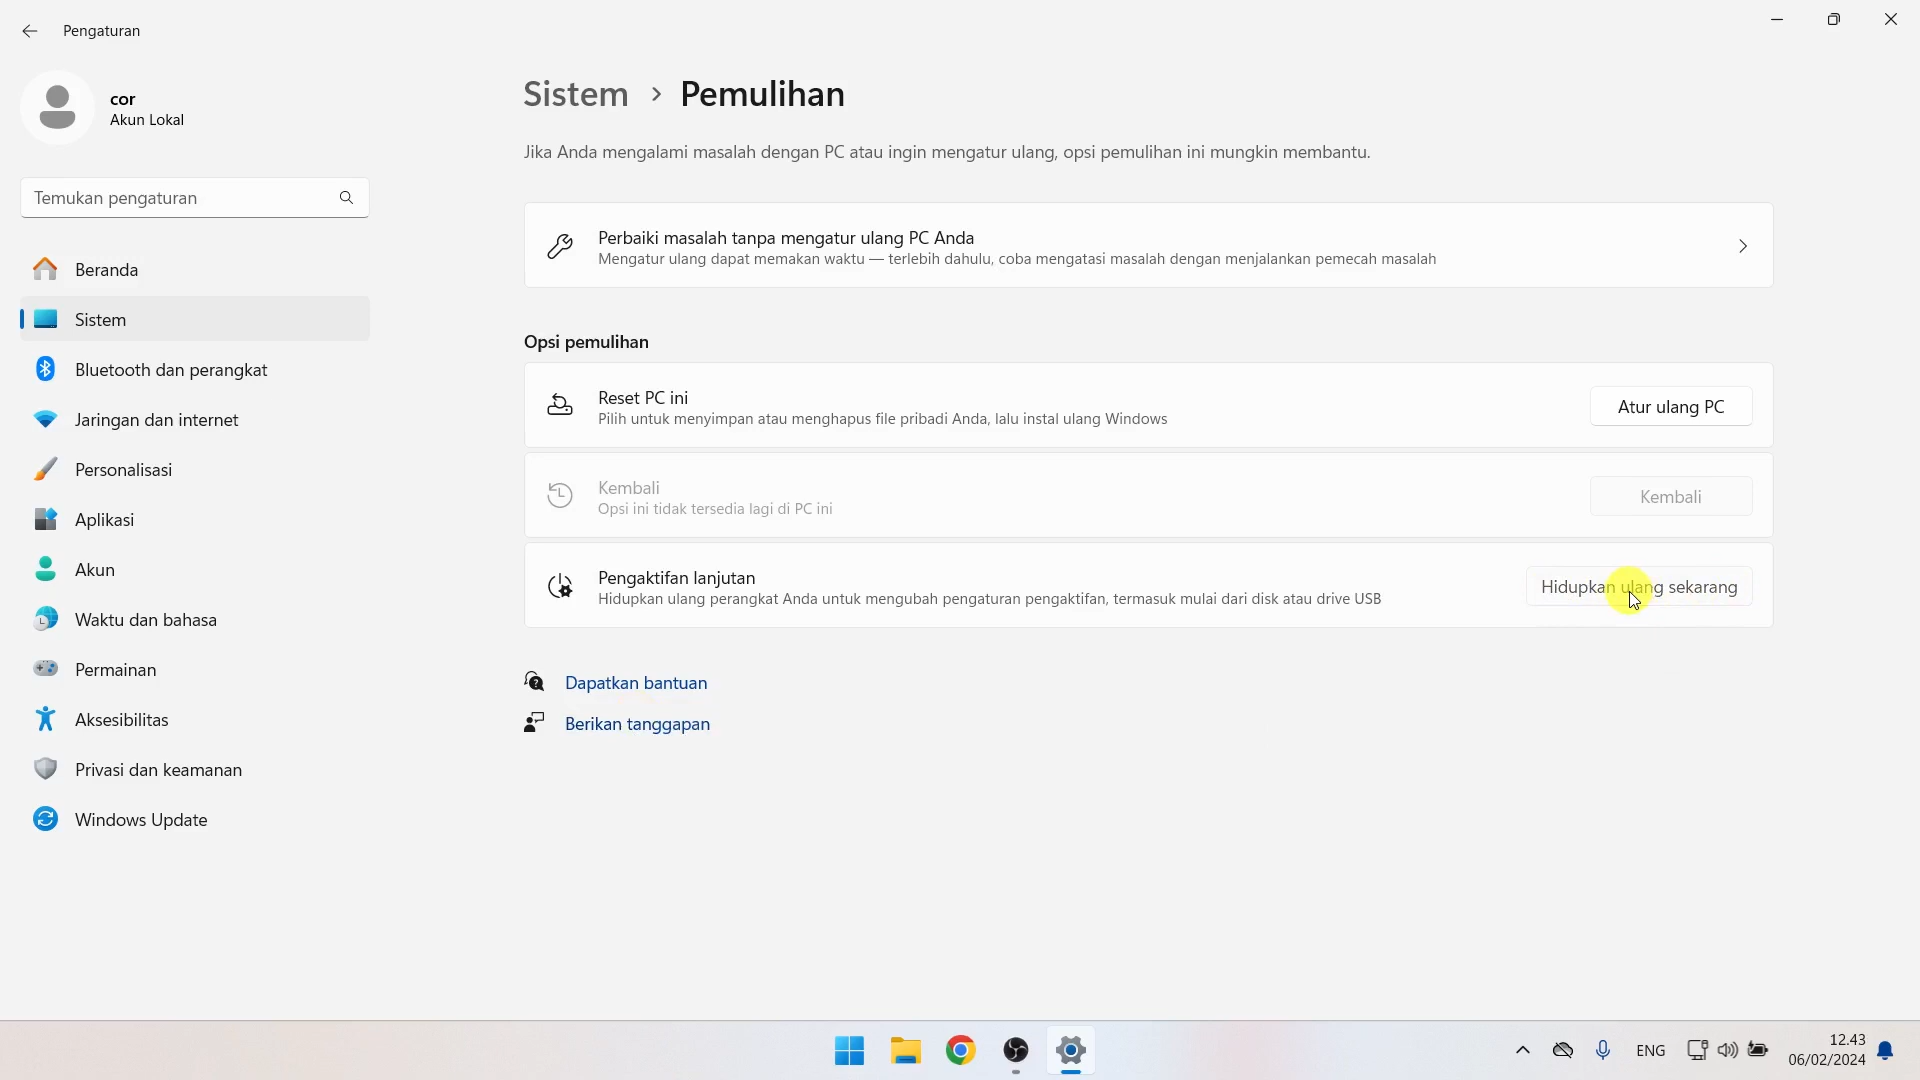 Pengaturan
cor
Akun Lokal
Temukan pengaturan
Beranda
Sistem
Bluetooth dan perangkat
Jaringan dan internet
Personalisasi
Aplikasi
Akun
Waktu dan bahasa
Permainan
Aksesibilitas
Privasi dan keamanan
Windows Update
Sistem › Pemulihan
Jika Anda mengalami masalah dengan PC atau ingin mengatur ulang, opsi pemulihan ini mungkin membantu.
Perbaiki masalah tanpa mengatur ulang PC Anda
Mengatur ulang dapat memakan waktu — terlebih dahulu, coba mengatasi masalah dengan menjalankan pemecah masalah
Opsi pemulihan
Reset PC ini
Pilih untuk menyimpan atau menghapus file pribadi Anda, lalu instal ulang Windows
Atur ulang PC
Kembali
Opsi ini tidak tersedia lagi di PC ini
Kembali
Pengaktifan lanjutan
Hidupkan ulang perangkat Anda untuk mengubah pengaturan pengaktifan, termasuk mulai dari disk atau drive USB
Hidupkan ulang sekarang
Dapatkan bantuan
Berikan tanggapan
ENG
12.43
06/02/2024